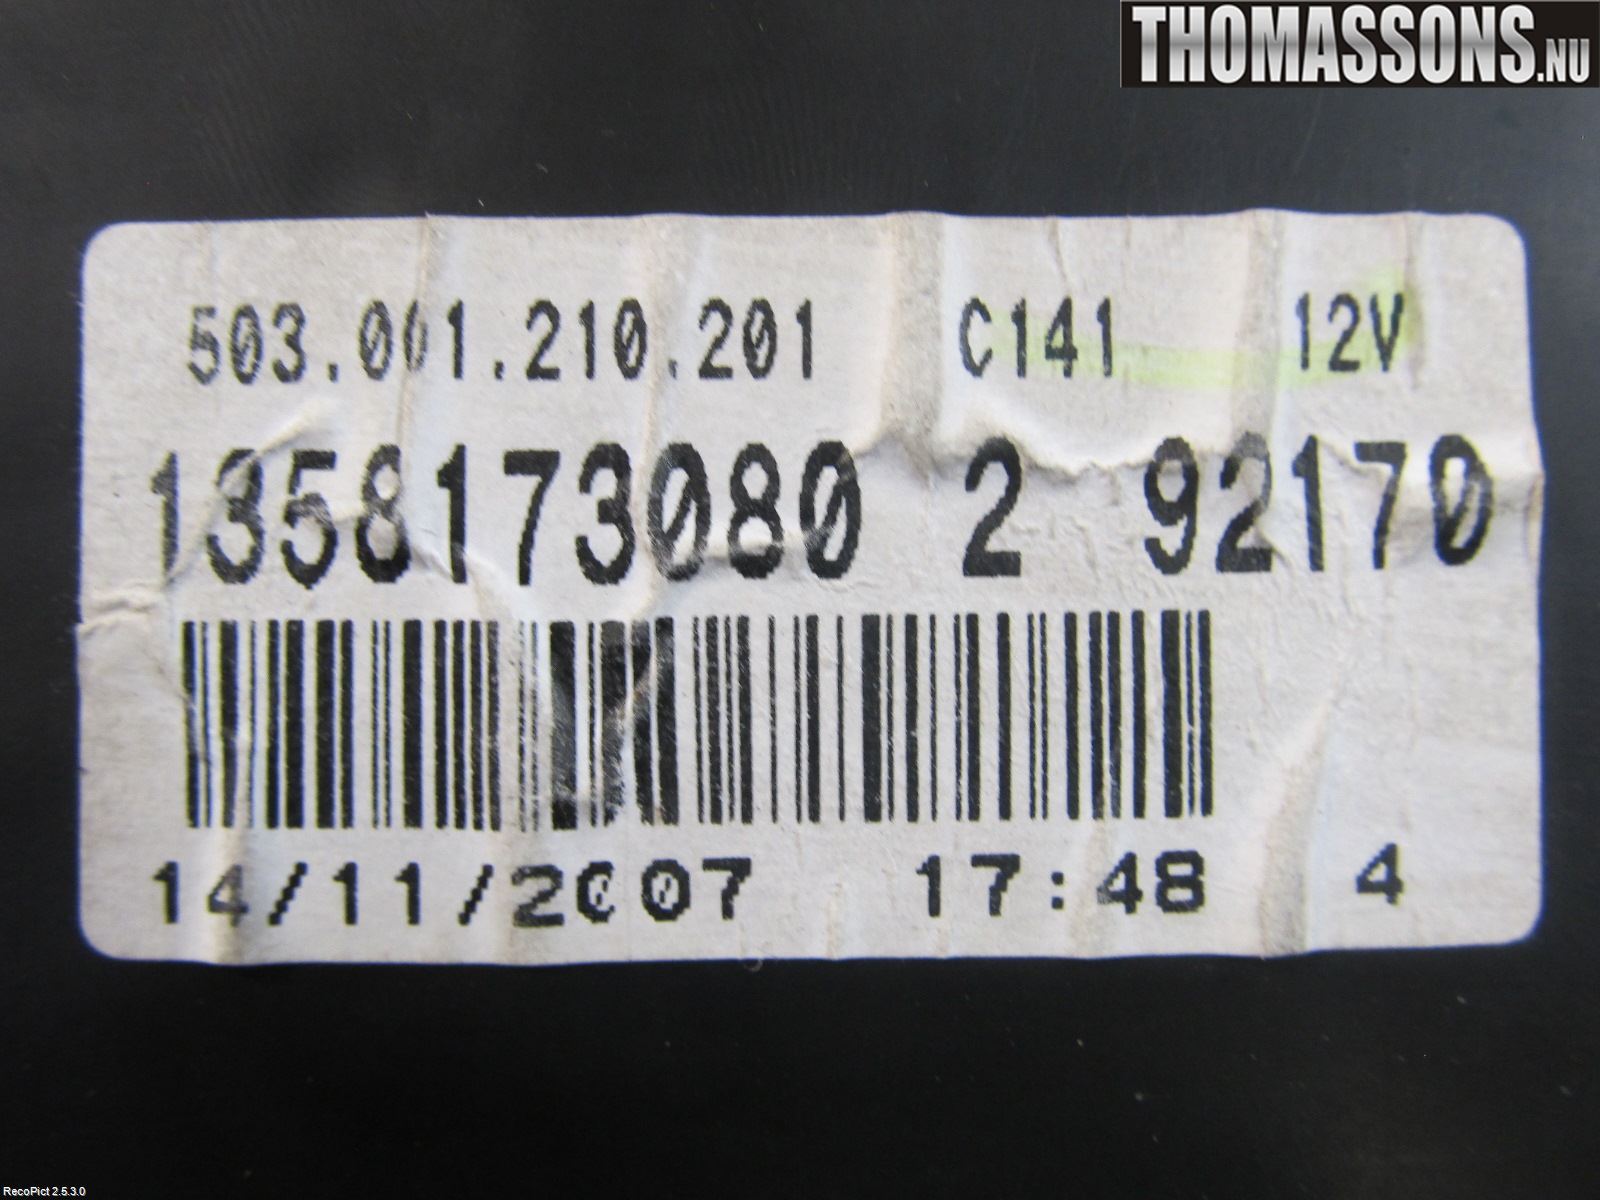 THOMASSONS.NU
503.001.210.201 C141 12V
1358173080 2 92170
14/11/2007 17:48 4
RecoPict 2.5.3.0